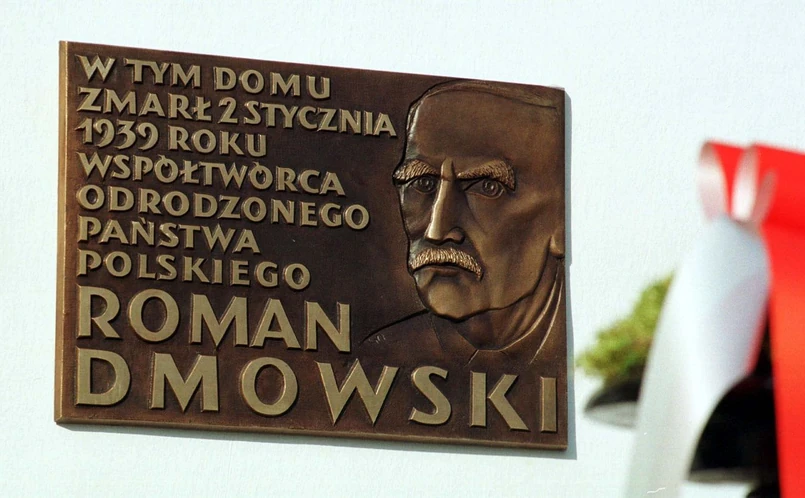 W TYM DOMU
ZMARŁ 2 STYCZNIA
1939 ROKU
WSPÓŁTWÓRCA
ODRODZONEGO
PAŃSTWA
POLSKIEGO
ROMAN
DMOWSKI